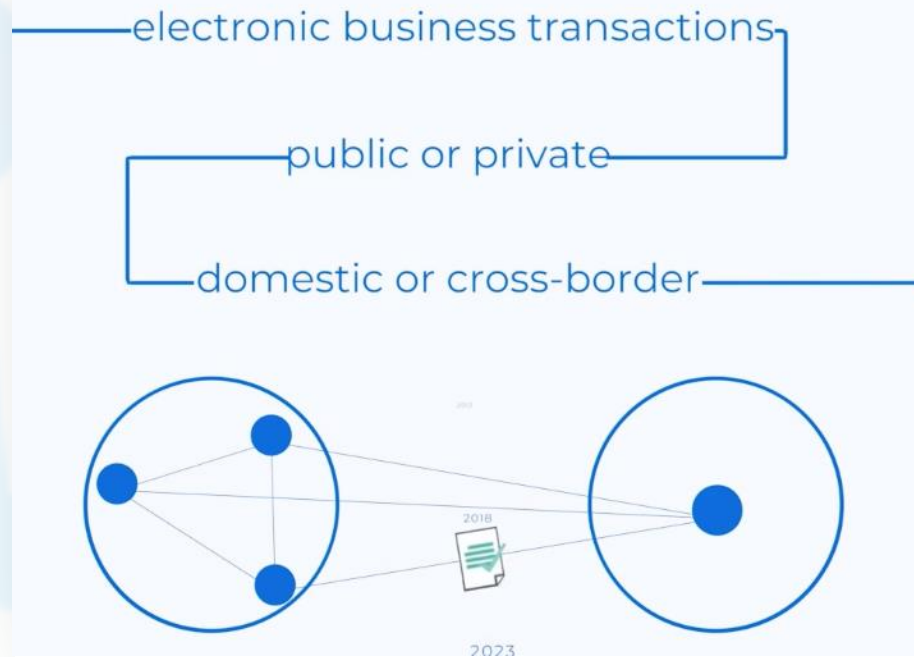 electronic business transactions
public or private
domestic or cross-border
2018
2023